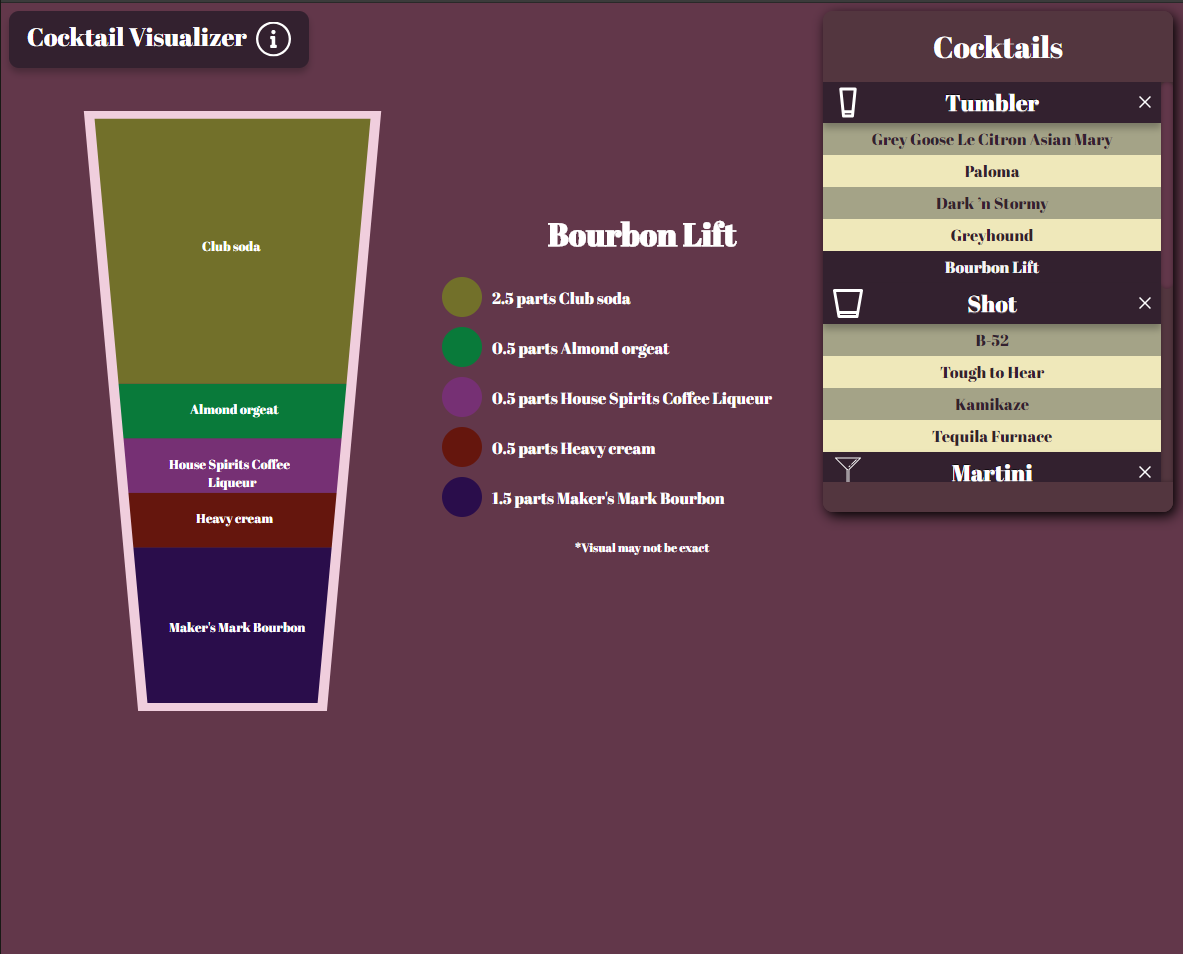 Cocktail Visualizer
Club soda
Almond orgeat
House Spirits Coffee
Liqueur
Heavy cream
Maker's Mark Bourbon
Bourbon Lift
2.5 parts Club soda
0.5 parts Almond orgeat
0.5 parts House Spirits Coffee Liqueur
0.5 parts Heavy cream
1.5 parts Maker's Mark Bourbon
*Visual may not be exact
Cocktails
Tumbler
Grey Goose Le Citron Asian Mary
Paloma
Dark 'n Stormy
Greyhound
Bourbon Lift
Shot
B-52
Tough to Hear
Kamikaze
Tequila Furnace
Martini